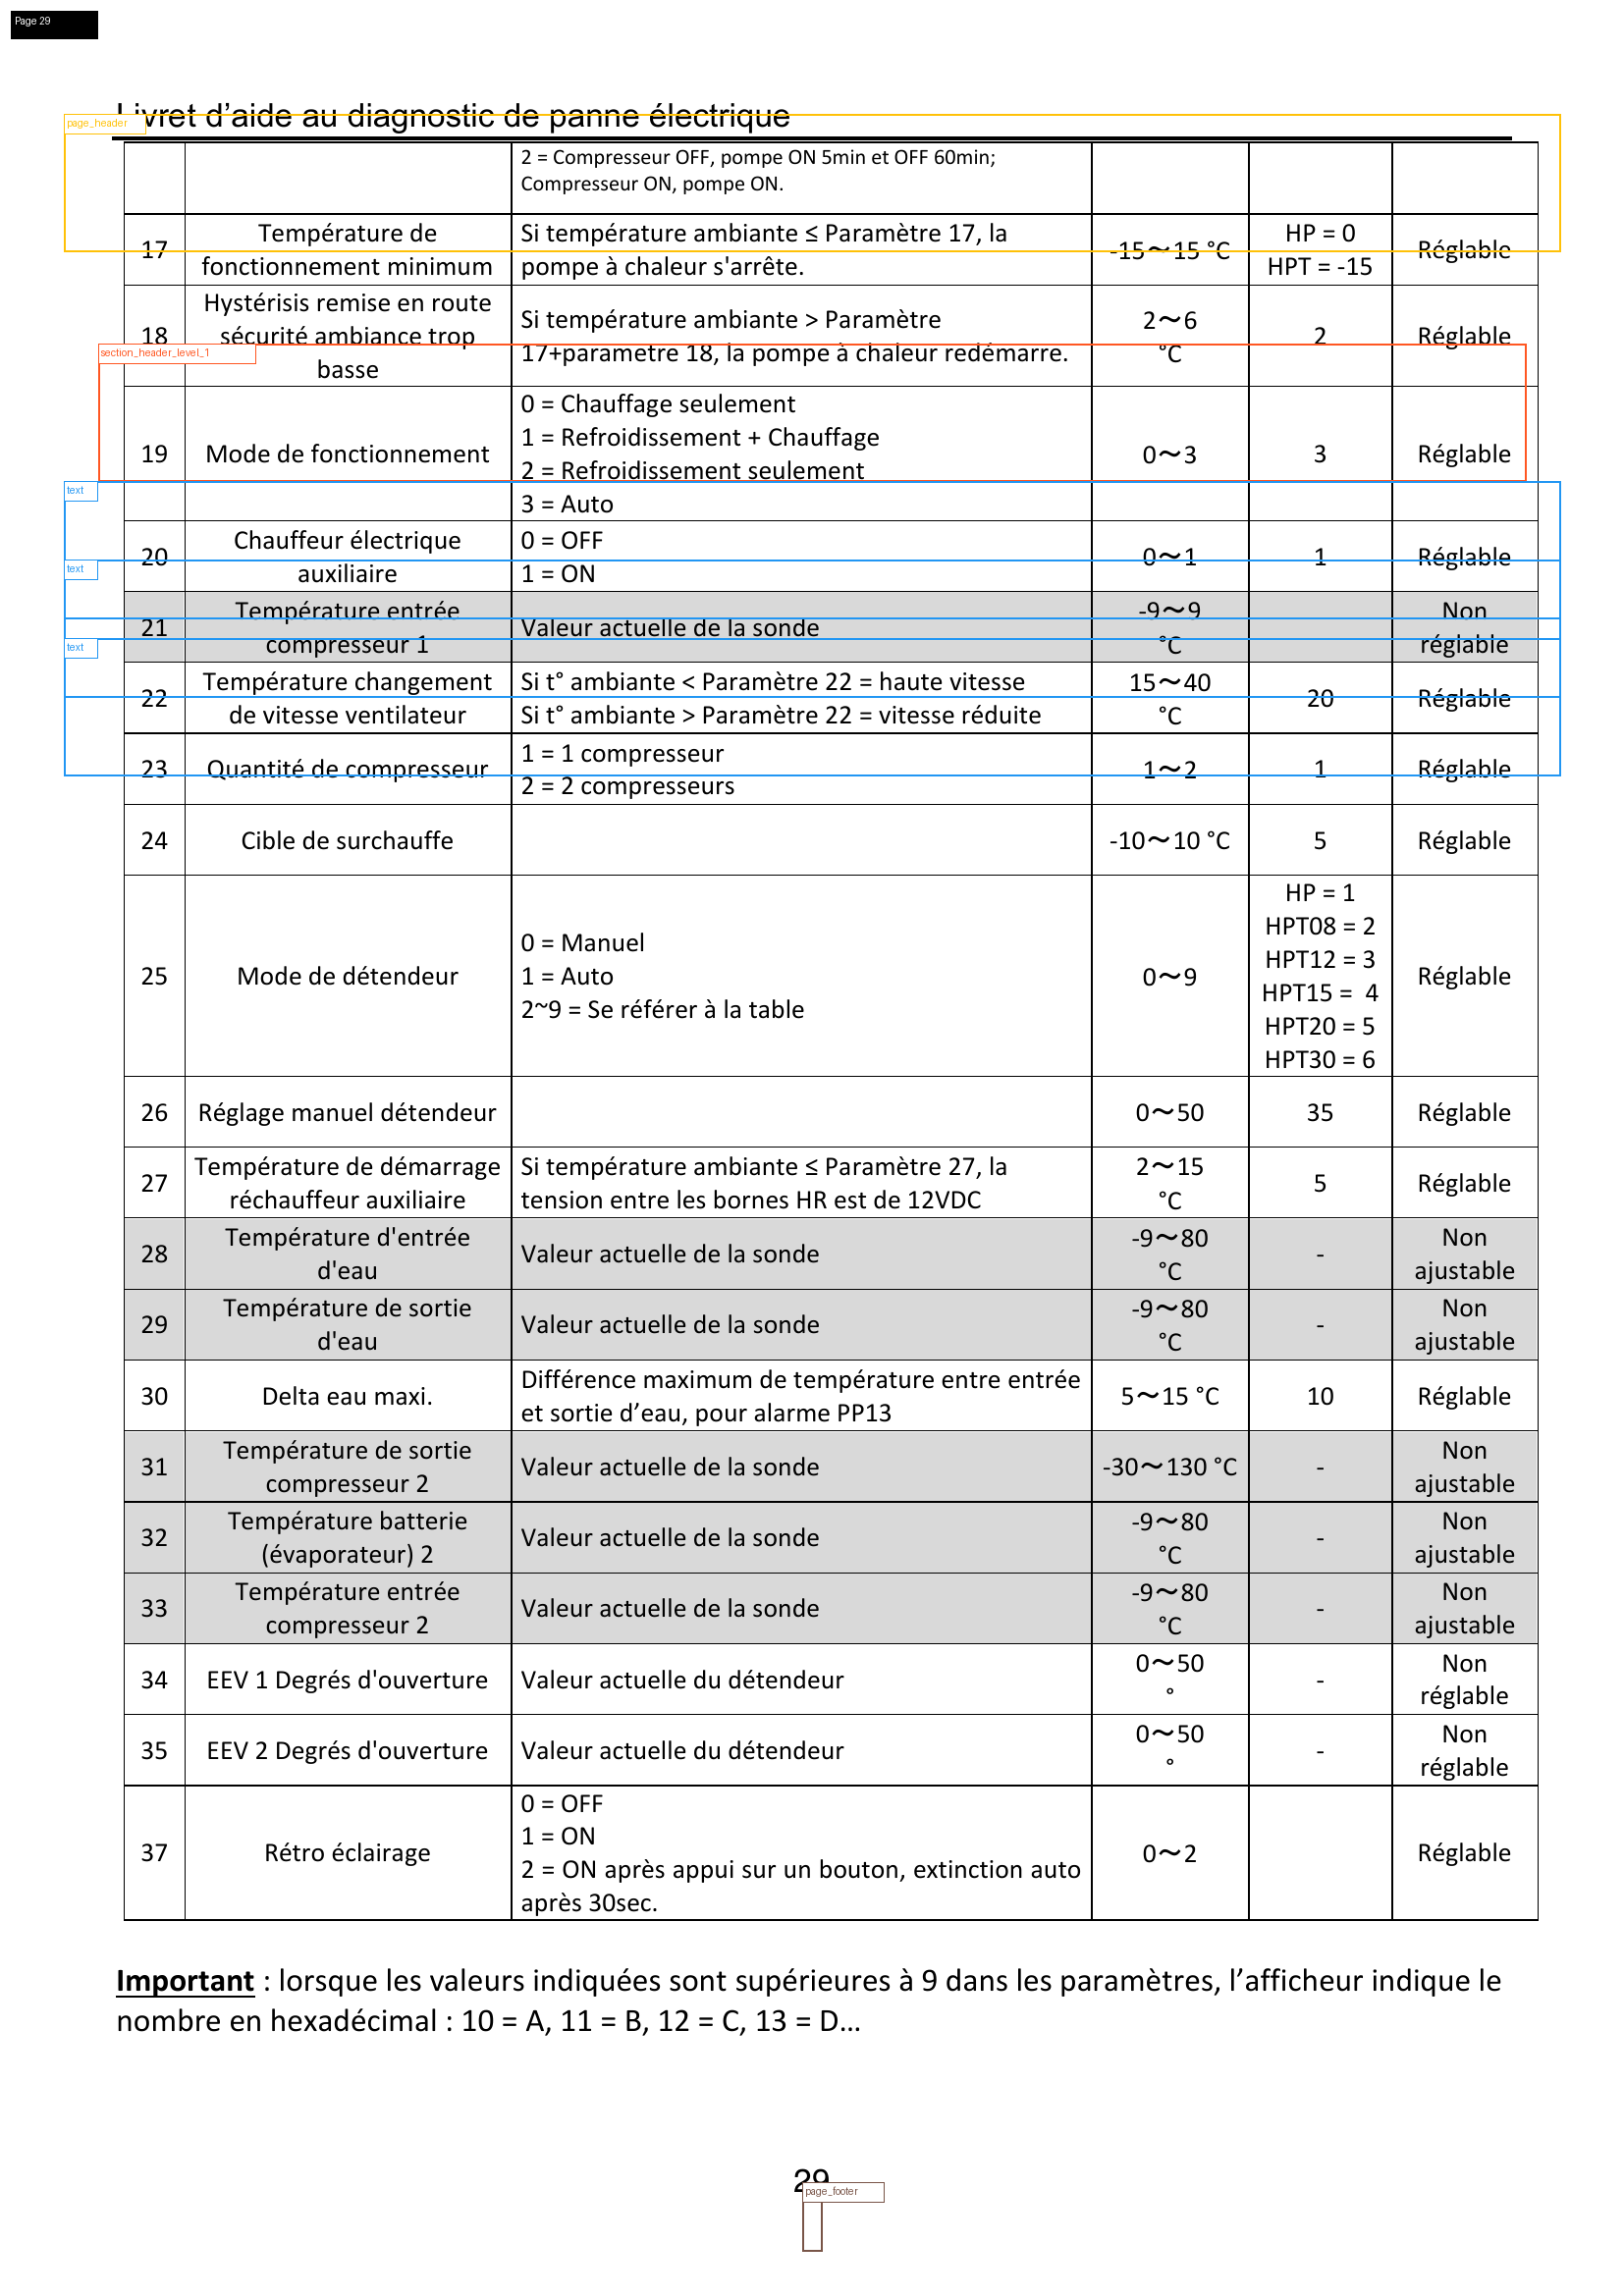 Page 29
Livret d’aide au diagnostic de panne électrique
page_header
2 = Compresseur OFF, pompe ON 5min et OFF 60min;
Compresseur ON, pompe ON.
17 Température de fonctionnement minimum Si température ambiante ≤ Paramètre 17, la pompe à chaleur s'arrête. -15～15 °C HP = 0 HPT = -15 Réglable
18 Hystérisis remise en route sécurité ambiance trop basse Si température ambiante > Paramètre 17+parametre 18, la pompe à chaleur redémarre. 2～6 °C 2 Réglable
section_header_level_1
19 Mode de fonctionnement 0 = Chauffage seulement
1 = Refroidissement + Chauffage
2 = Refroidissement seulement
3 = Auto 0～3 3 Réglable
text
20 Chauffeur électrique auxiliaire 0 = OFF
1 = ON 0～1 1 Réglable
text
21 Température entrée compresseur 1 Valeur actuelle de la sonde -9～9 °C Non réglable
text
22 Température changement de vitesse ventilateur Si t° ambiante < Paramètre 22 = haute vitesse
Si t° ambiante > Paramètre 22 = vitesse réduite 15～40 °C 20 Réglable
23 Quantité de compresseur 1 = 1 compresseur
2 = 2 compresseurs 1～2 1 Réglable
24 Cible de surchauffe -10～10 °C 5 Réglable
25 Mode de détendeur 0 = Manuel
1 = Auto
2~9 = Se référer à la table 0～9 HP = 1
HPT08 = 2
HPT12 = 3
HPT15 = 4
HPT20 = 5
HPT30 = 6 Réglable
26 Réglage manuel détendeur 0～50 35 Réglable
27 Température de démarrage réchauffeur auxiliaire Si température ambiante ≤ Paramètre 27, la tension entre les bornes HR est de 12VDC 2～15 °C 5 Réglable
28 Température d'entrée d'eau Valeur actuelle de la sonde -9～80 °C - Non ajustable
29 Température de sortie d'eau Valeur actuelle de la sonde -9～80 °C - Non ajustable
30 Delta eau maxi. Différence maximum de température entre entrée et sortie d’eau, pour alarme PP13 5～15 °C 10 Réglable
31 Température de sortie compresseur 2 Valeur actuelle de la sonde -30～130 °C - Non ajustable
32 Température batterie (évaporateur) 2 Valeur actuelle de la sonde -9～80 °C - Non ajustable
33 Température entrée compresseur 2 Valeur actuelle de la sonde -9～80 °C - Non ajustable
34 EEV 1 Degrés d'ouverture Valeur actuelle du détendeur 0～50 ° - Non réglable
35 EEV 2 Degrés d'ouverture Valeur actuelle du détendeur 0～50 ° - Non réglable
37 Rétro éclairage 0 = OFF
1 = ON
2 = ON après appui sur un bouton, extinction auto après 30sec. 0～2 Réglable
Important : lorsque les valeurs indiquées sont supérieures à 9 dans les paramètres, l’afficheur indique le
nombre en hexadécimal : 10 = A, 11 = B, 12 = C, 13 = D…
29
page_footer